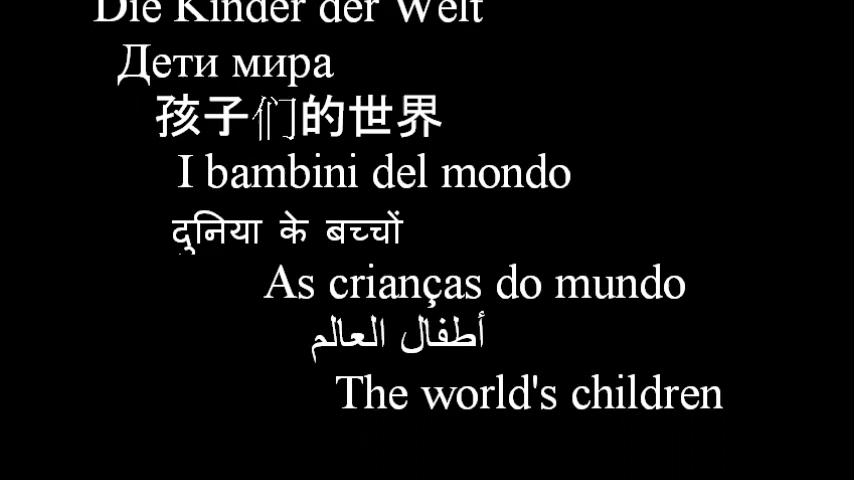 Die Kinder der Welt
Дети мира
孩子们的世界
I bambini del mondo
दुनिया के बच्चों
As crianças do mundo
أطفال العالم
The world's children